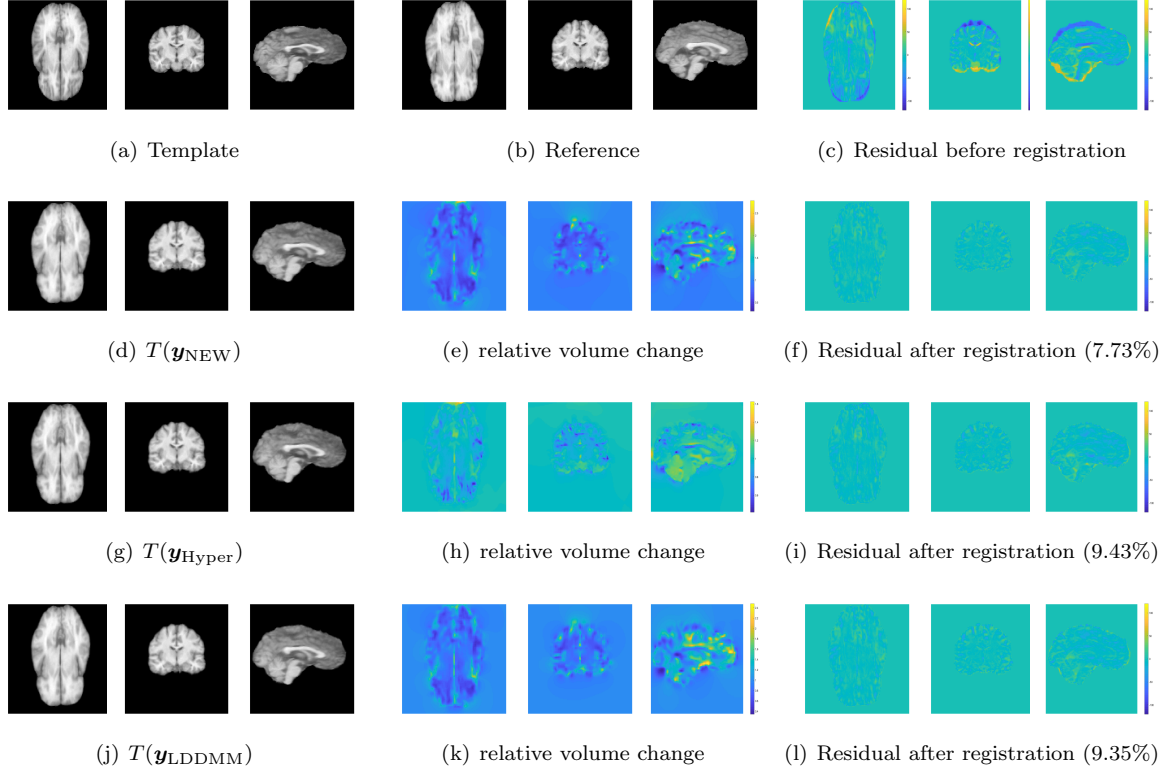 (a) Template
(b) Reference
(c) Residual before registration
(d) T(y_NEW)
(e) relative volume change
(f) Residual after registration (7.73%)
(g) T(y_Hyper)
(h) relative volume change
(i) Residual after registration (9.43%)
(j) T(y_LDDMM)
(k) relative volume change
(l) Residual after registration (9.35%)